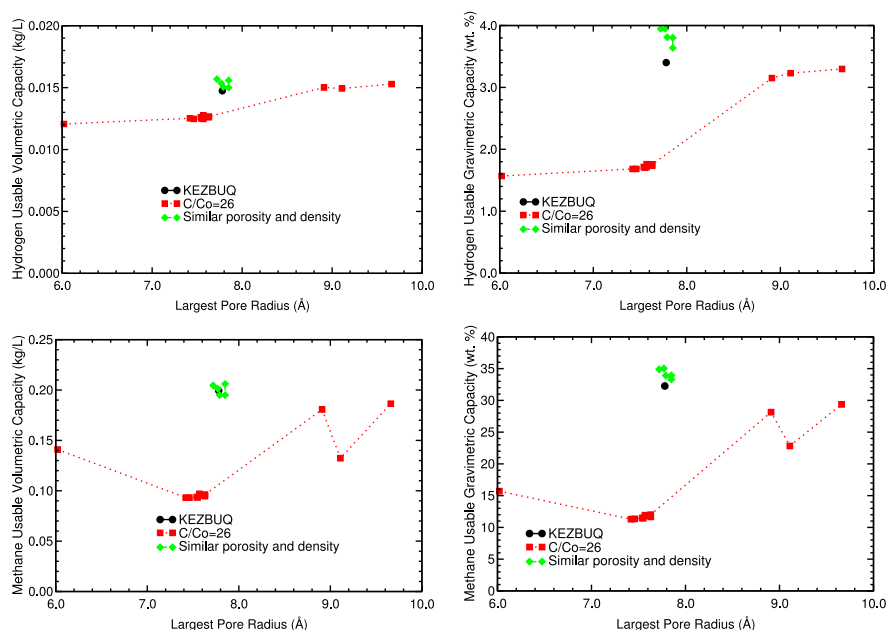 Hydrogen Usable Volumetric Capacity (kg/L)
0.020
0.015
0.010
0.005
0.000
KEZBUQ
C/Co=26
Similar porosity and density
6.0 7.0 8.0 9.0 10.0
Largest Pore Radius (Å)
Hydrogen Usable Gravimetric Capacity (wt. %)
4.0
3.0
2.0
1.0
0.0
KEZBUQ
C/Co=26
Similar porosity and density
6.0 7.0 8.0 9.0 10.0
Largest Pore Radius (Å)
Methane Usable Volumetric Capacity (kg/L)
0.25
0.20
0.15
0.10
0.05
0.00
KEZBUQ
C/Co=26
Similar porosity and density
6.0 7.0 8.0 9.0 10.0
Largest Pore Radius (Å)
Methane Usable Gravimetric Capacity (wt. %)
40
35
30
25
20
15
10
5
0
KEZBUQ
C/Co=26
Similar porosity and density
6.0 7.0 8.0 9.0 10.0
Largest Pore Radius (Å)